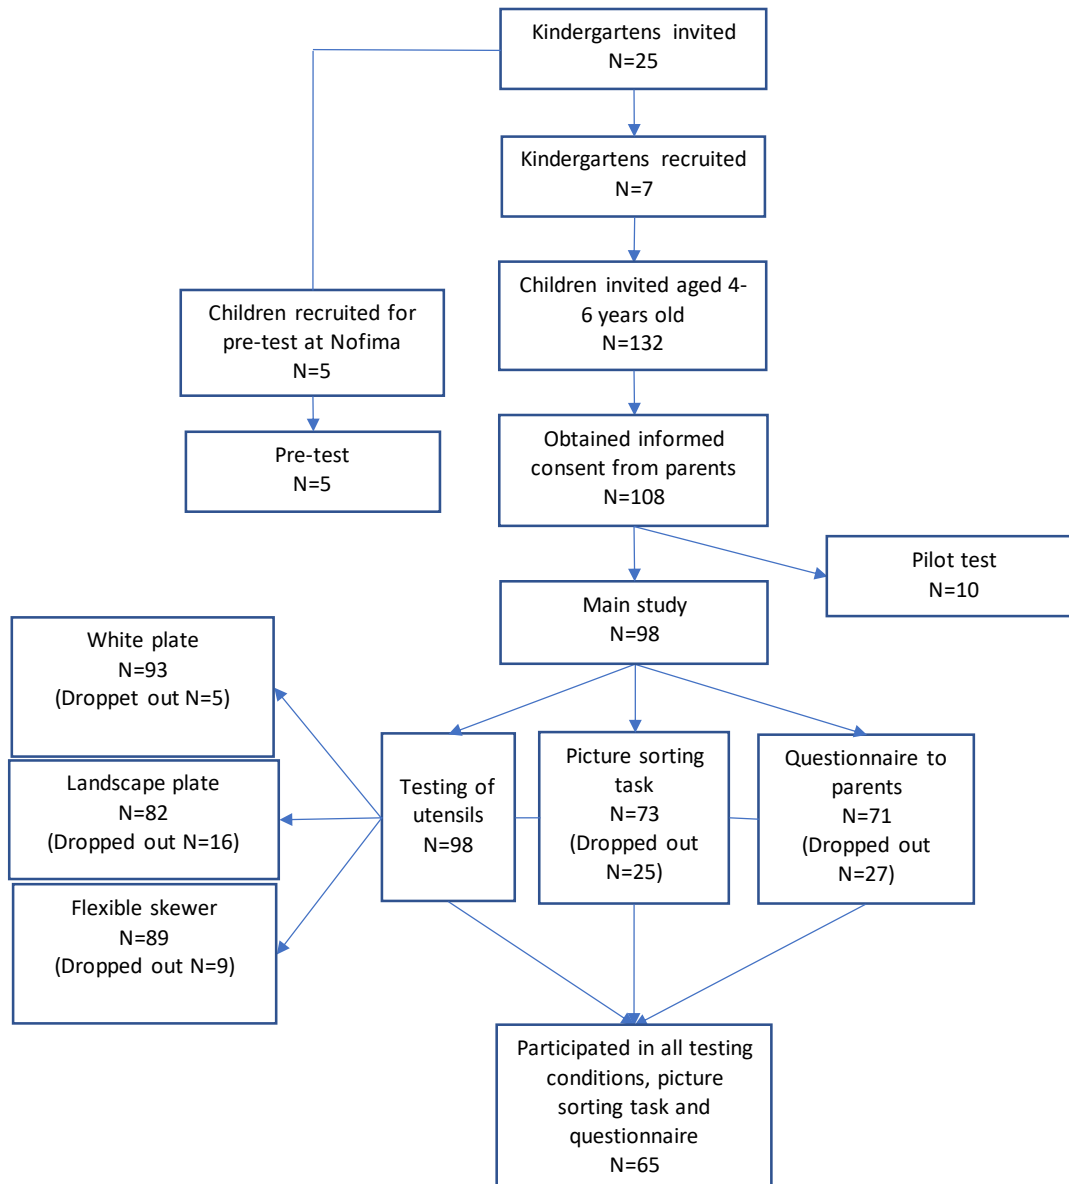 Kindergartens invited
N=25
Kindergartens recruited
N=7
Children invited aged 4-
6 years old
N=132
Children recruited for
pre-test at Nofima
N=5
Pre-test
N=5
Obtained informed
consent from parents
N=108
Pilot test
N=10
Main study
N=98
White plate
N=93
(Droppet out N=5)
Landscape plate
N=82
(Dropped out N=16)
Flexible skewer
N=89
(Dropped out N=9)
Testing of
utensils
N=98
Picture sorting
task
N=73
(Dropped out
N=25)
Questionnaire to
parents
N=71
(Dropped out
N=27)
Participated in all testing
conditions, picture
sorting task and
questionnaire
N=65